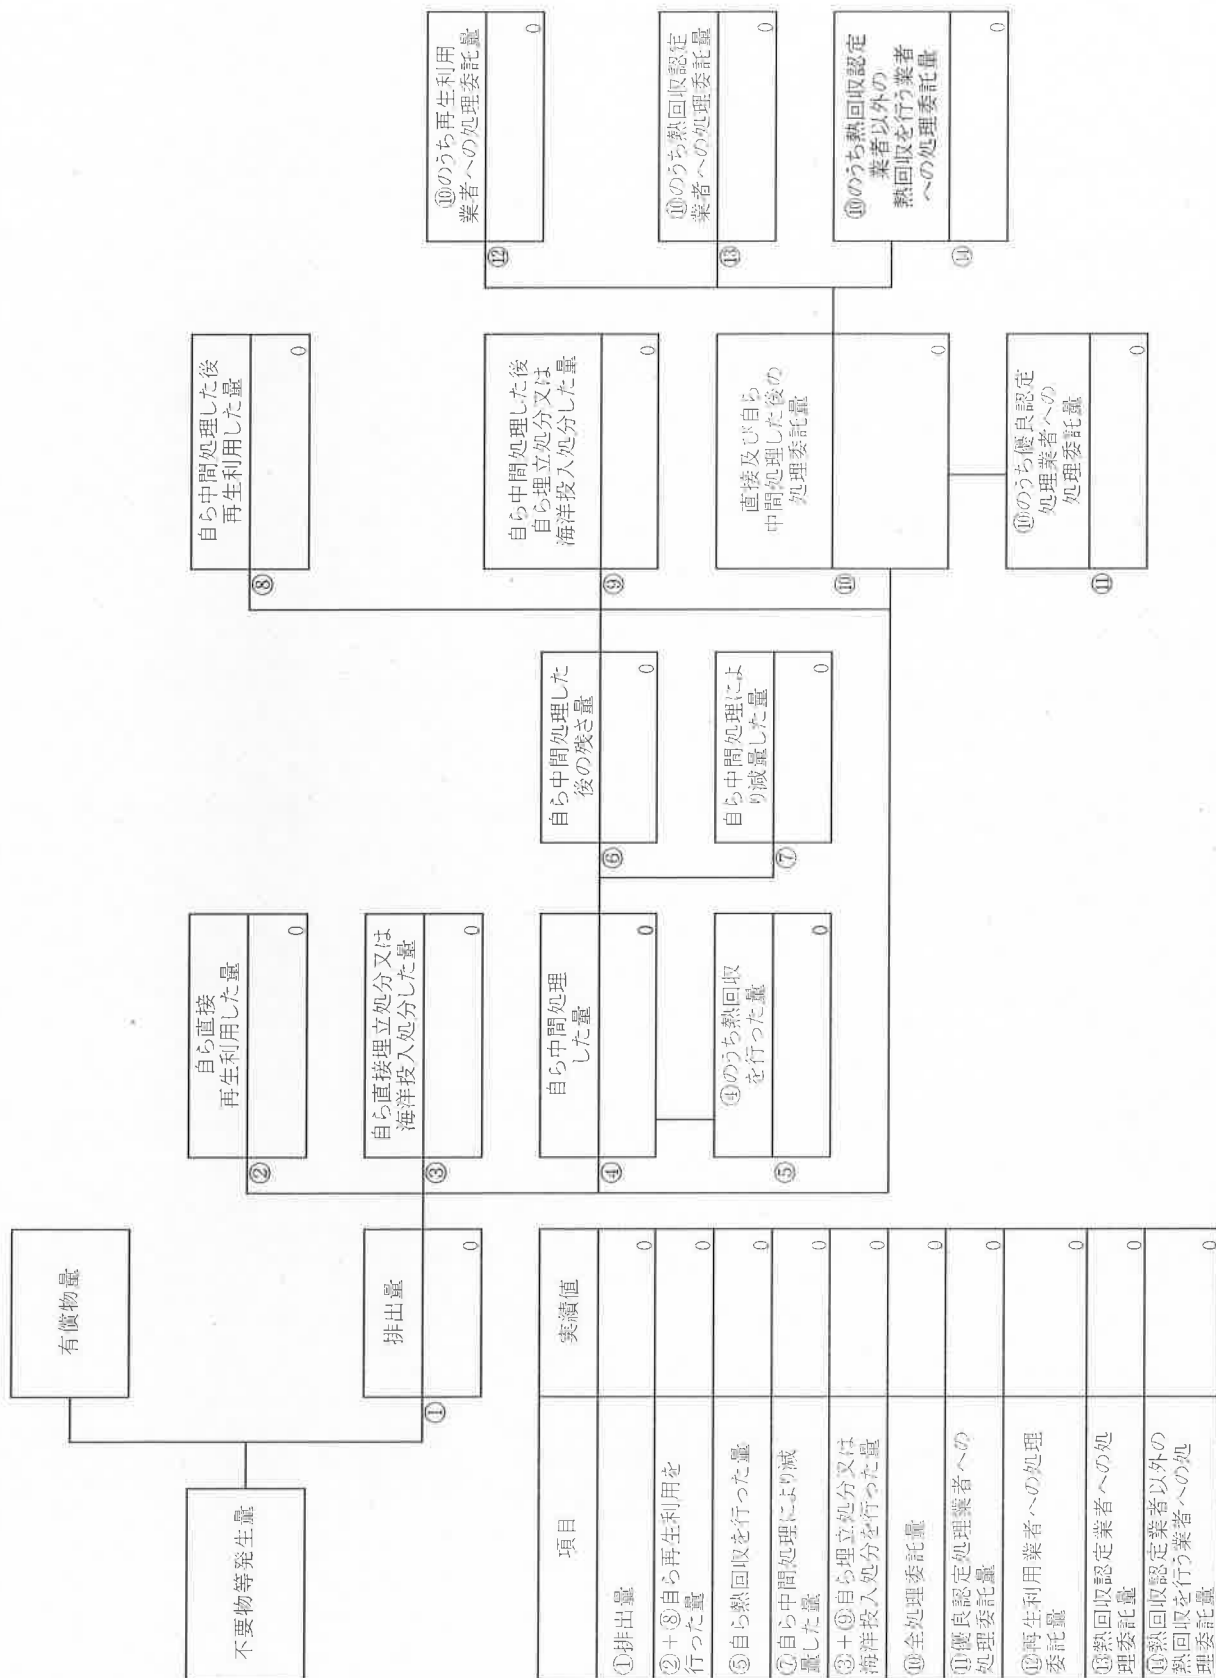 有償物量
不要物等発生量
排出量
0
①
自ら直接
再生利用した量
0
②
自ら直接埋立処分又は
海洋投入処分した量
0
③
自ら中間処理
した量
0
④
④のうち熱回収
を行った量
0
⑤
自ら中間処理した
後の残さ量
0
⑥
自ら中間処理によ
り減量した量
0
⑦
自ら中間処理した後
再生利用した量
0
⑧
自ら中間処理した後
自ら埋立処分又は
海洋投入処分した量
0
⑨
直接及び自ら
中間処理した後の
処理委託量
0
⑩
⑩のうち優良認定
処理業者への
処理委託量
0
⑪
⑩のうち再生利用
業者への処理委託量
0
⑫
⑩のうち熱回収認定
業者への処理委託量
0
⑬
⑩のうち熱回収認定
業者以外の
熱回収を行う業者
への処理委託量
0
⑭
項目 実績値
①排出量 0
②+⑧自ら再生利用を
行った量 0
⑤自ら熱回収を行った量 0
⑦自ら中間処理により減
量した量 0
③+⑨自ら埋立処分又は
海洋投入処分を行った量 0
⑩全処理委託量 0
⑪優良認定処理業者への
処理委託量 0
⑫再生利用業者への処理
委託量 0
⑬熱回収認定業者への処
理委託量 0
⑭熱回収認定業者以外の
熱回収を行う業者への処
理委託量 0